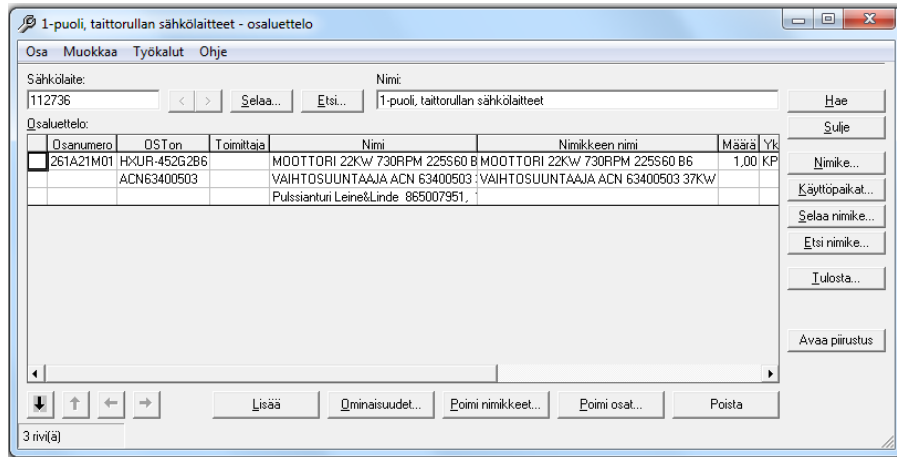 1-puoli, taittorullan sähkölaitteet - osaluettelo
Osa Muokkaa Työkalut Ohje
Sähkölaite: Nimi:
112736 < > Selaa... Etsi... 1-puoli, taittorullan sähkölaitteet Hae
Osaluettelo: Sulje
Osanumero OSTon Toimittaja Nimi Nimikkeen nimi Määrä Yk
261A21M01 HXUR-452G2B6 MOOTTORI 22KW 730RPM 225S60 B MOOTTORI 22KW 730RPM 225S60 B6 1,00 KP
ACN63400503 VAIHTOSUUNTAAJA ACN 63400503 VAIHTOSUUNTAAJA ACN 63400503 37KW
Pulssianturi Leine&Linde 865007951,
Nimike...
Käyttöpaikat...
Selaa nimike...
Etsi nimike...
Tulosta...
Avaa piirustus
Lisää Ominaisuudet... Poimi nimikkeet... Poimi osat... Poista
3 rivi(ä)